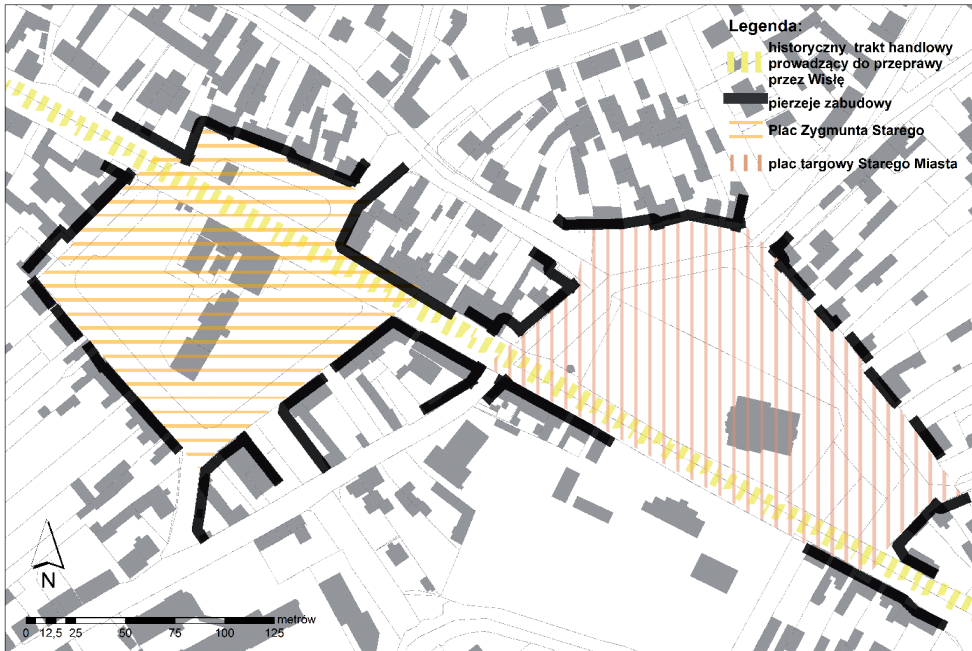 Legenda:
historyczny trakt handlowy
prowadzący do przeprawy
przez Wisłę
pierzeje zabudowy
Plac Zygmunta Starego
plac targowy Starego Miasta
N
metrów
0 12,5 25 50 75 100 125